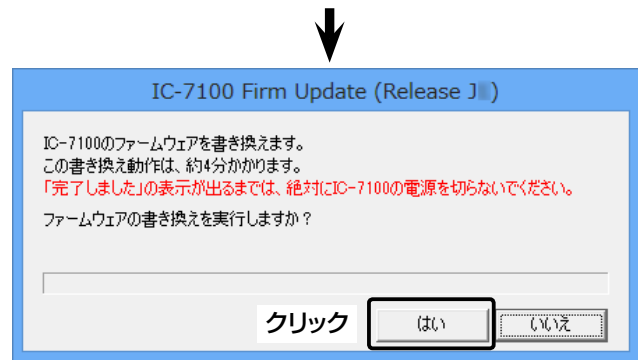 IC-7100 Firm Update (Release J )
IC-7100のファームウェアを書き換えます。
この書き換え動作は、約4分かかります。
「完了しました」の表示が出るまでは、絶対にIC-7100の電源を切らないでください。
ファームウェアの書き換えを実行しますか？
クリック はい いいえ